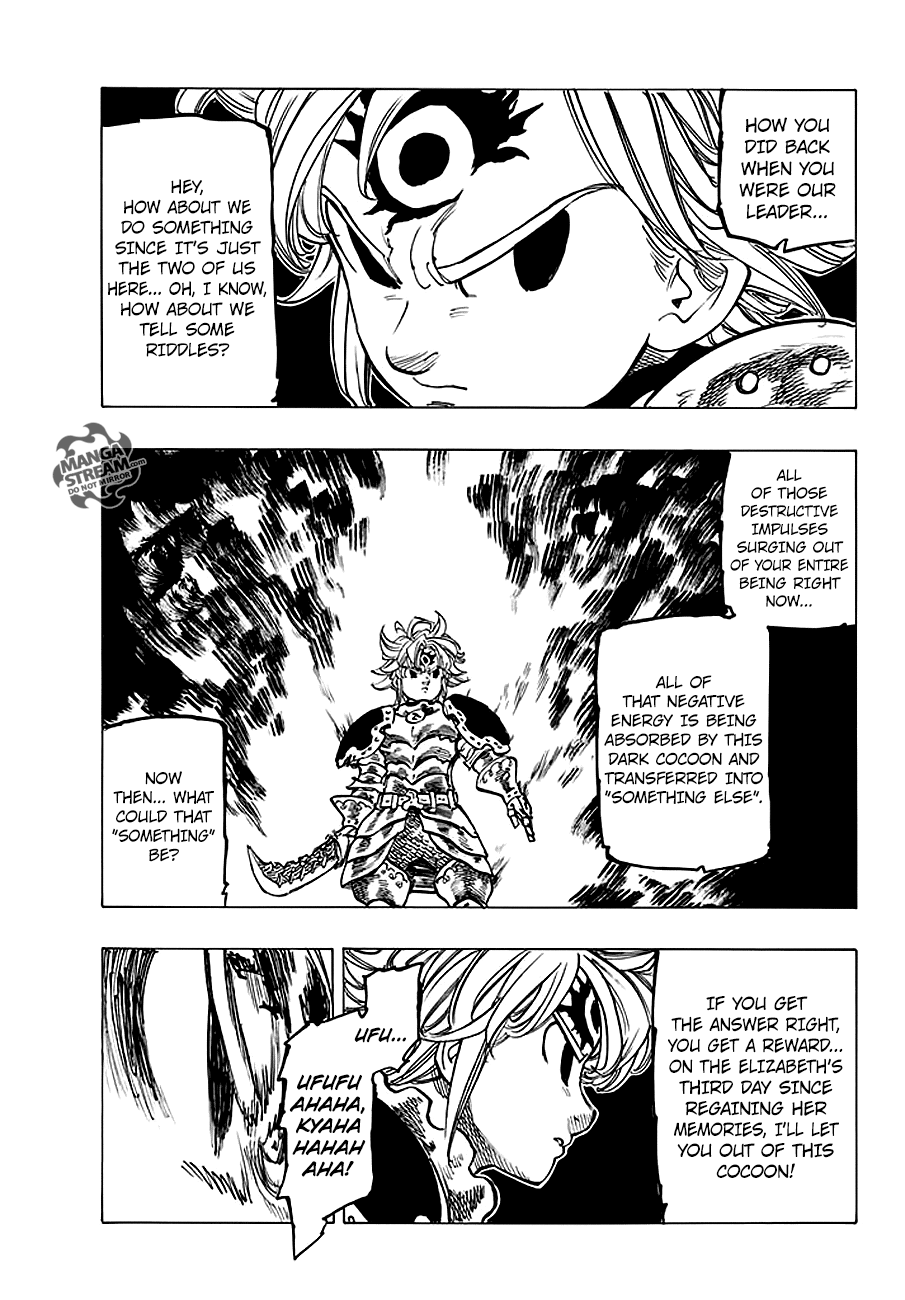 HOW YOU
DID BACK
WHEN YOU
WERE OUR
LEADER...
HEY,
HOW ABOUT WE
DO SOMETHING
SINCE IT'S JUST
THE TWO OF US
HERE... OH, I KNOW,
HOW ABOUT WE
TELL SOME
RIDDLES?
MANGA
STREAM.com
DO NOT MIRROR
ALL
OF THOSE
DESTRUCTIVE
IMPULSES
SURGING OUT
OF YOUR ENTIRE
BEING RIGHT
NOW...
ALL OF
THAT NEGATIVE
ENERGY IS BEING
ABSORBED BY THIS
DARK COCOON AND
TRANSFERRED INTO
"SOMETHING ELSE".
NOW
THEN... WHAT
COULD THAT
"SOMETHING"
BE?
IF YOU GET
THE ANSWER RIGHT,
YOU GET A REWARD...
ON THE ELIZABETH'S
THIRD DAY SINCE
REGAINING HER
MEMORIES, I'LL LET
YOU OUT OF THIS
COCOON!
UFU...
UFUFU
AHAHA,
KYAHA
HAHAH
AHA!